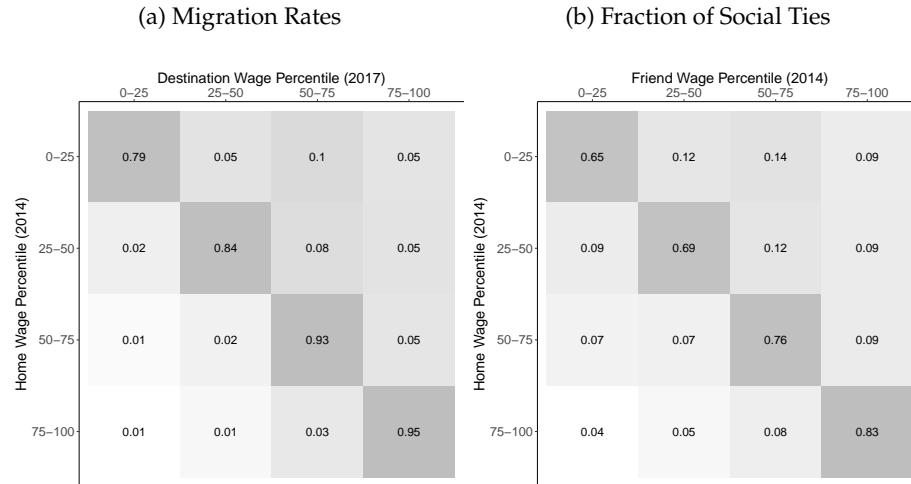 (a) Migration Rates
Destination Wage Percentile (2017)
0−25 25−50 50−75 75−100
Home Wage Percentile (2014)
0−25 0.79 0.05 0.1 0.05
25−50 0.02 0.84 0.08 0.05
50−75 0.01 0.02 0.93 0.05
75−100 0.01 0.01 0.03 0.95
(b) Fraction of Social Ties
Friend Wage Percentile (2014)
0−25 25−50 50−75 75−100
Home Wage Percentile (2014)
0−25 0.65 0.12 0.14 0.09
25−50 0.09 0.69 0.12 0.09
50−75 0.07 0.07 0.76 0.09
75−100 0.04 0.05 0.08 0.83